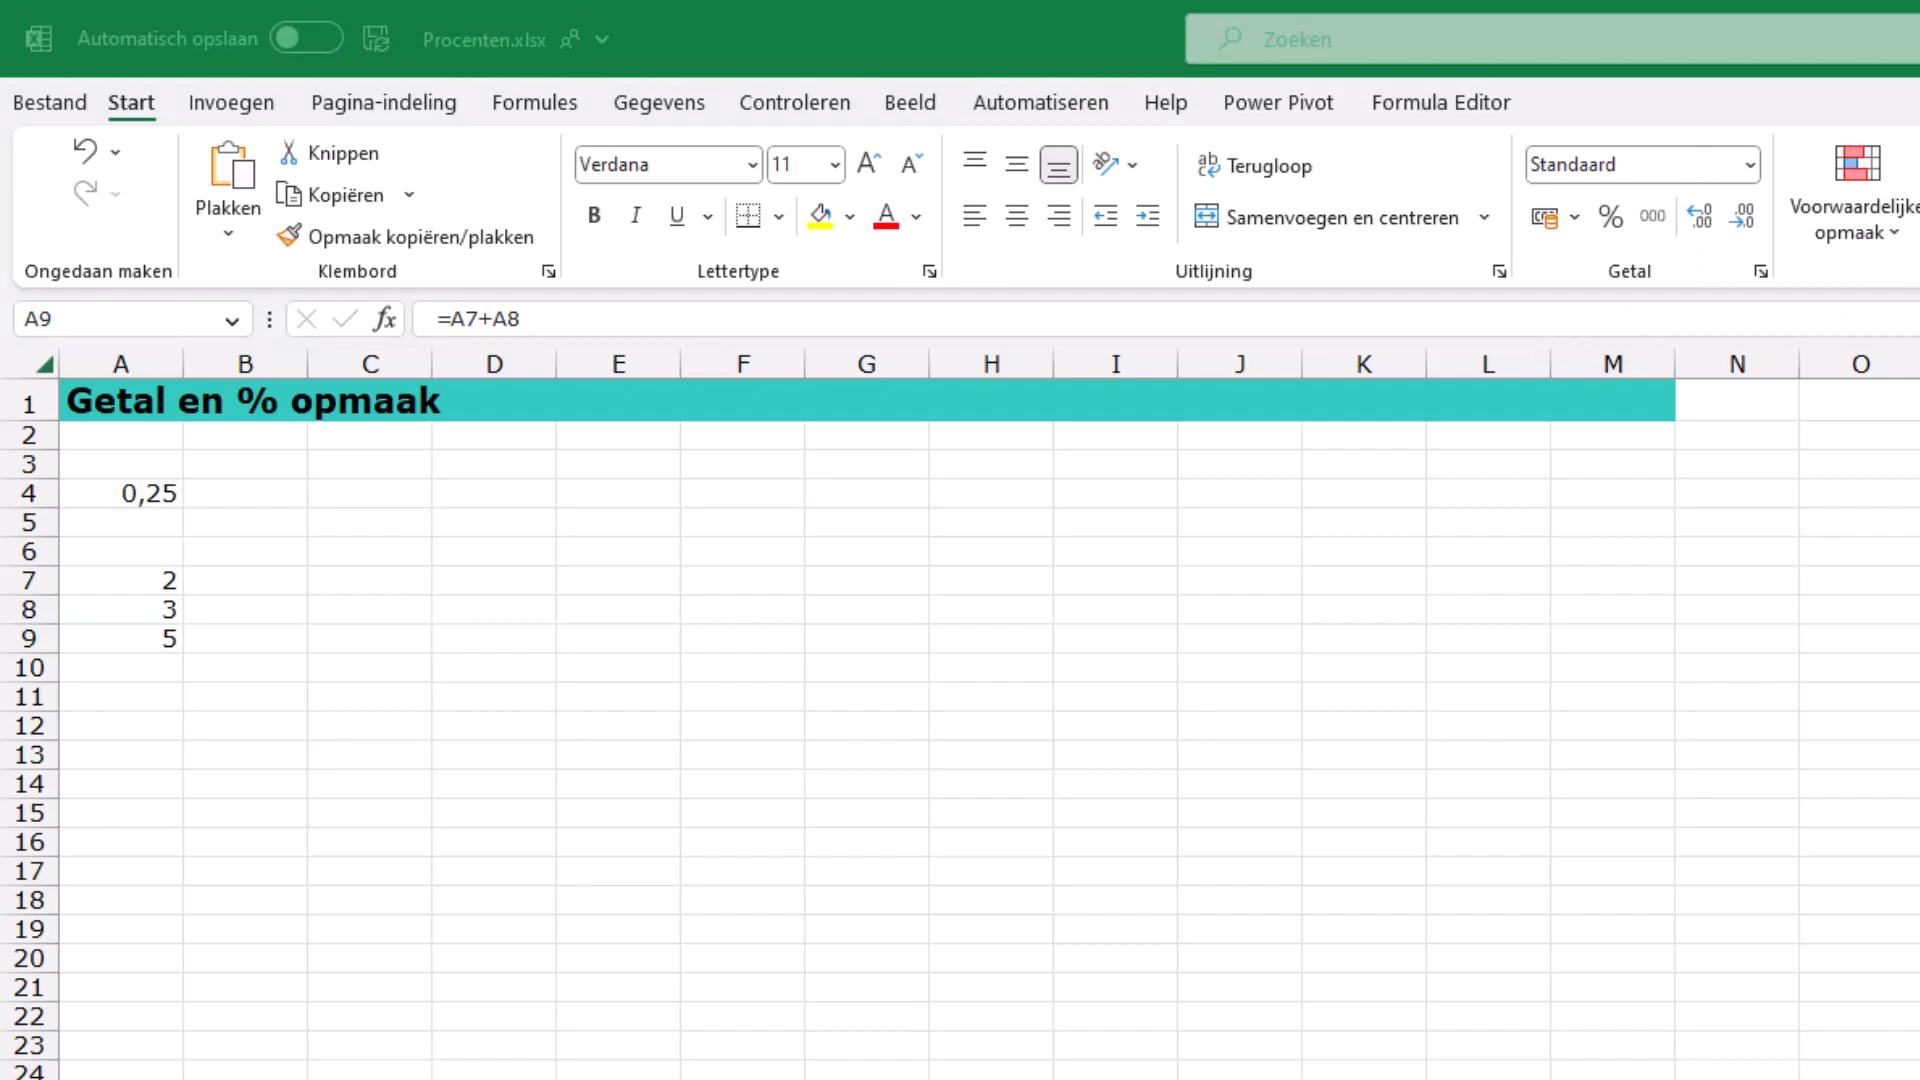 Automatisch opslaan Procenten.xlsx Zoeken
Bestand Start Invoegen Pagina-indeling Formules Gegevens Controleren Beeld Automatiseren Help Power Pivot Formula Editor
Plakken
Knippen
Kopiëren
Opmaak kopiëren/plakken
Verdana 11
B I U A
Terugloop
Samenvoegen en centreren
Standaard
% 000
Voorwaardelijke
opmaak
Ongedaan maken Klembord Lettertype Uitlijning Getal
A9 fx =A7+A8
A B C D E F G H I J K L M N O
1 Getal en % opmaak
2
3
4 0,25
5
6
7 2
8 3
9 5
10
11
12
13
14
15
16
17
18
19
20
21
22
23
24